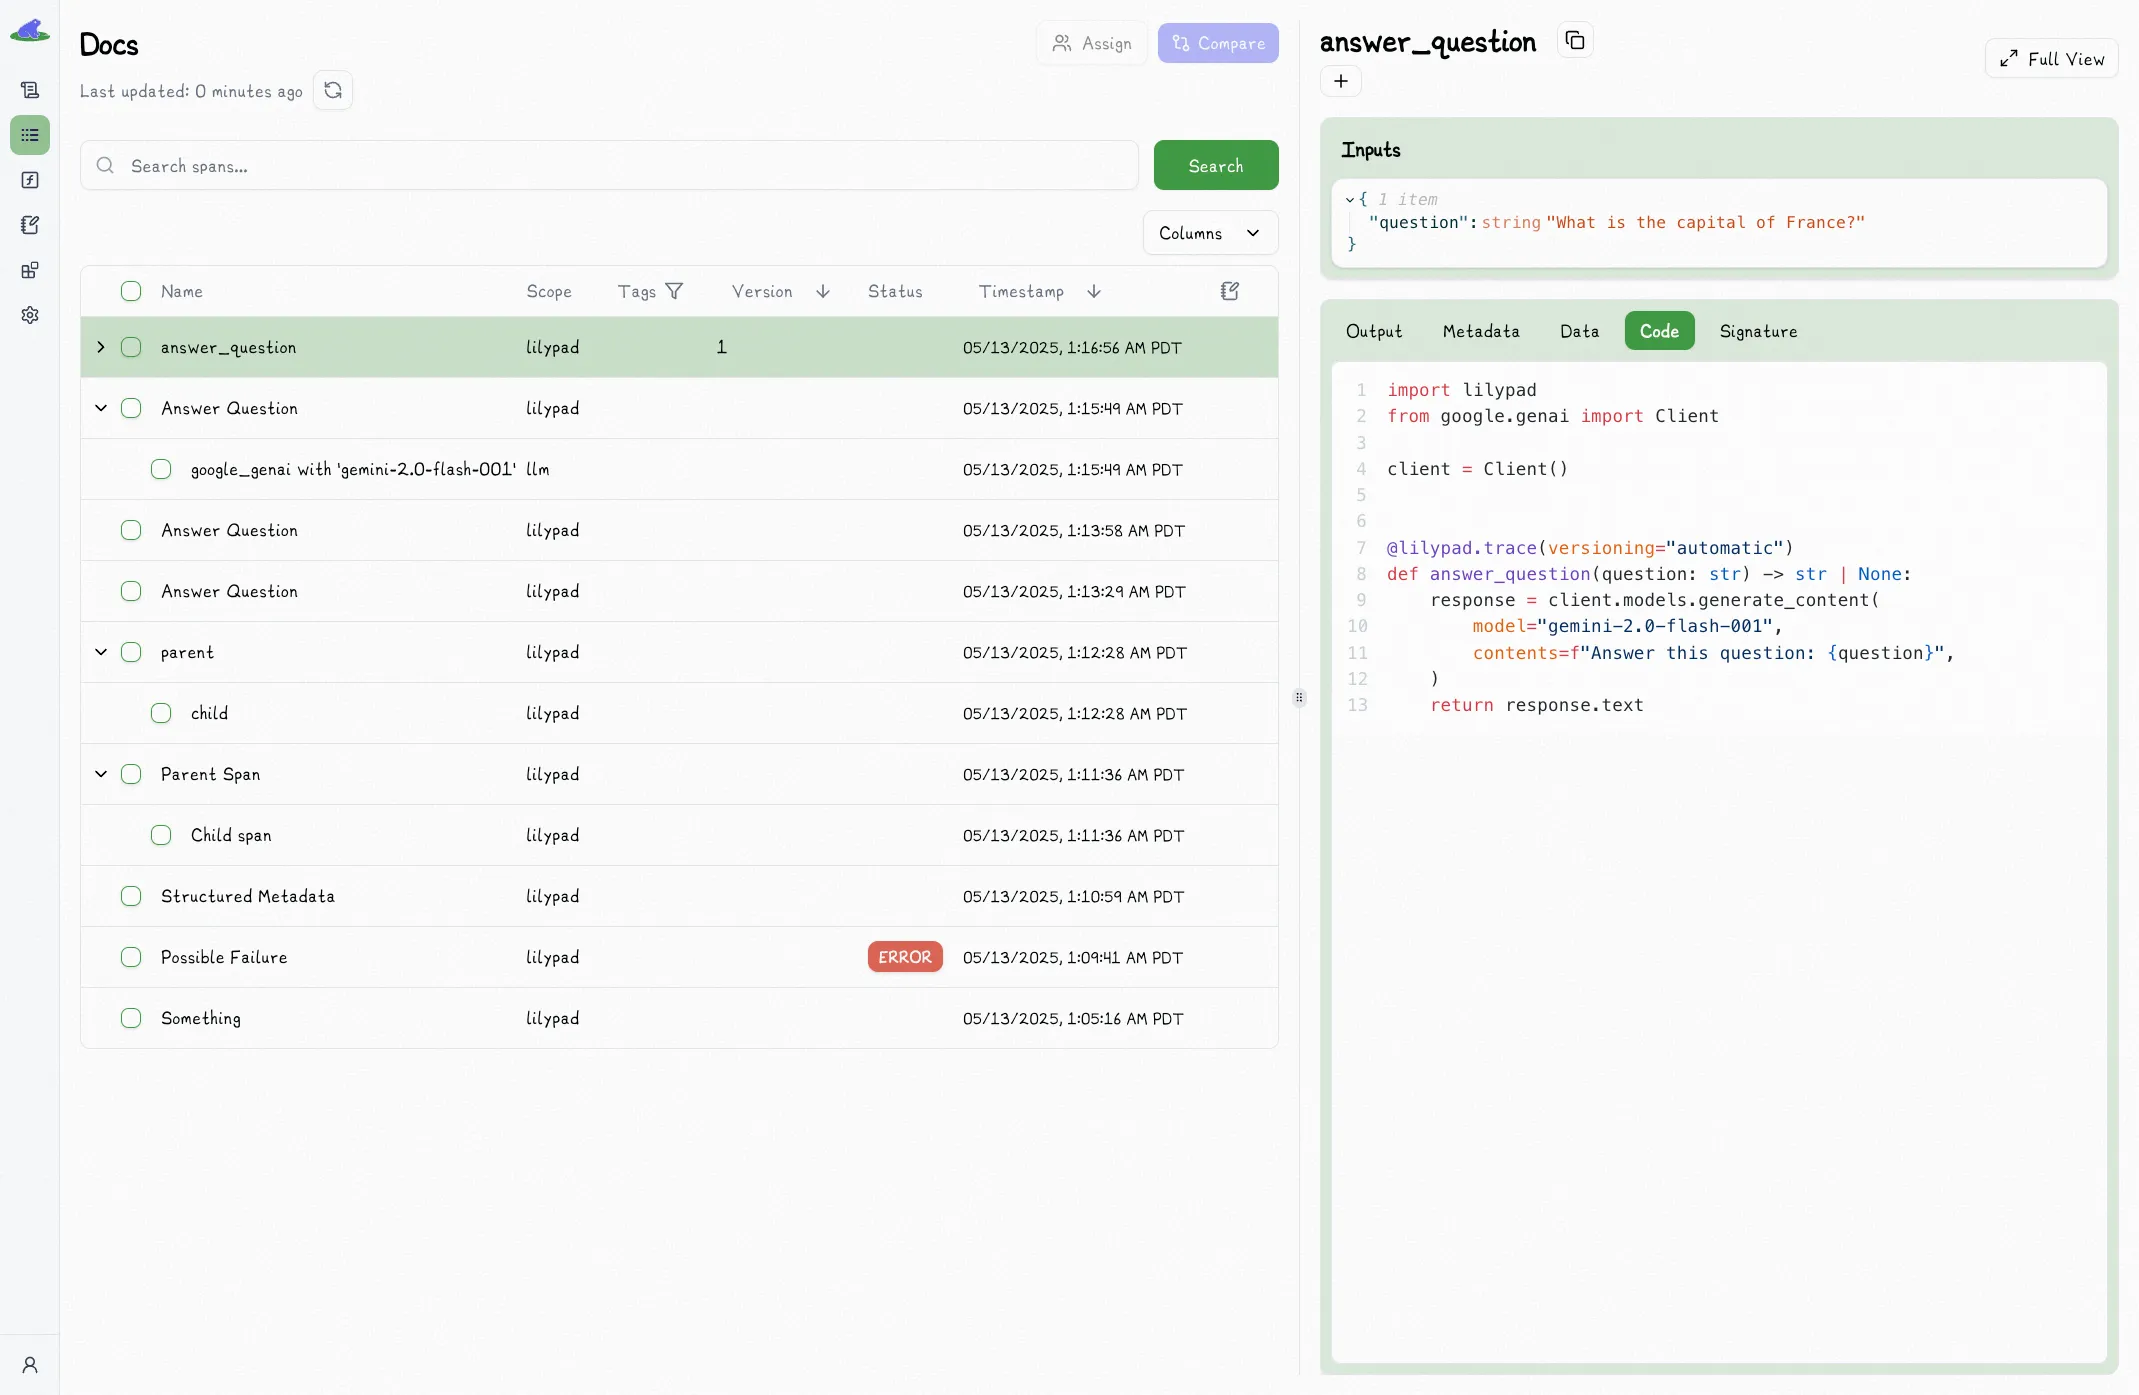 Docs
Assign
Compare
Last updated: 0 minutes ago
Search spans...
Search
Columns
Name Scope Tags Version Status Timestamp
answer_question lilypad 1 05/13/2025, 1:16:56 AM PDT
Answer Question lilypad 05/13/2025, 1:15:49 AM PDT
google_genai with 'gemini-2.0-flash-001' llm 05/13/2025, 1:15:49 AM PDT
Answer Question lilypad 05/13/2025, 1:13:58 AM PDT
Answer Question lilypad 05/13/2025, 1:13:29 AM PDT
parent lilypad 05/13/2025, 1:12:28 AM PDT
child lilypad 05/13/2025, 1:12:28 AM PDT
Parent Span lilypad 05/13/2025, 1:11:36 AM PDT
Child span lilypad 05/13/2025, 1:11:36 AM PDT
Structured Metadata lilypad 05/13/2025, 1:10:59 AM PDT
Possible Failure lilypad ERROR 05/13/2025, 1:09:41 AM PDT
Something lilypad 05/13/2025, 1:05:16 AM PDT
answer_question
Full View
+
Inputs
{ 1 item
"question": string "What is the capital of France?"
}
Output Metadata Data Code Signature
1 import lilypad
2 from google.genai import Client
3
4 client = Client()
5
6
7 @lilypad.trace(versioning="automatic")
8 def answer_question(question: str) -> str | None:
9     response = client.models.generate_content(
10         model="gemini-2.0-flash-001",
11         contents=f"Answer this question: {question}",
12     )
13     return response.text